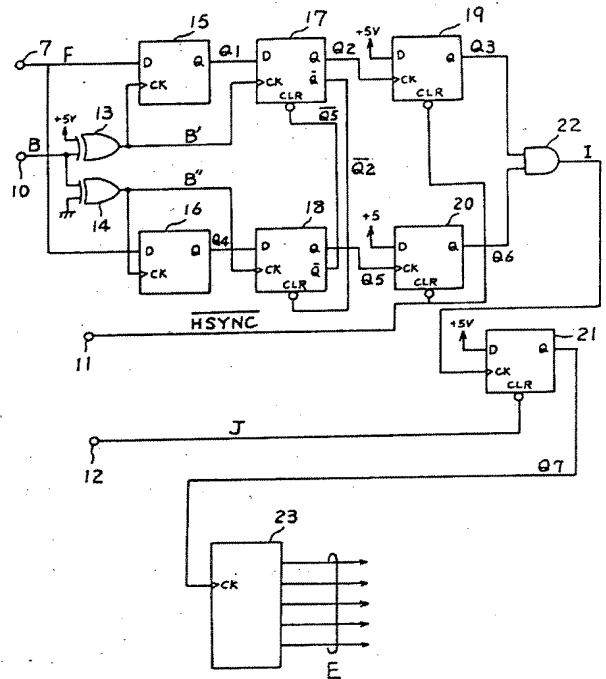 15
17
19
7
F
D
Q
Q1
D
Q
Q2
+5V
D
Q
Q3
CK
CK
Q̅
CK
CLR
+5V
13
B'
Q̅5̅
22
10
B
Q̅2̅
I
14
B"
16
18
20
D
Q
Q4
D
Q
+5
D
Q
Q6
CK
CK
Q̅
Q5
CK
CLR
CLR
H̅S̅Y̅N̅C̅
11
+5V
21
D
Q
CK
CLR
J
12
Q7
23
CK
E